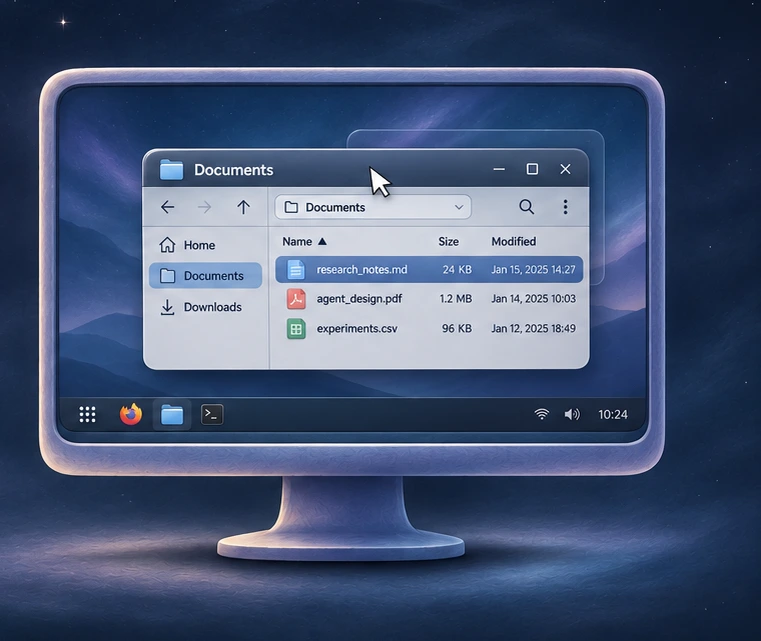 Documents
Documents
Name ▲ Size Modified
Home
Documents
Downloads
research_notes.md 24 KB Jan 15, 2025 14:27
agent_design.pdf 1.2 MB Jan 14, 2025 10:03
experiments.csv 96 KB Jan 12, 2025 18:49
>_
10:24